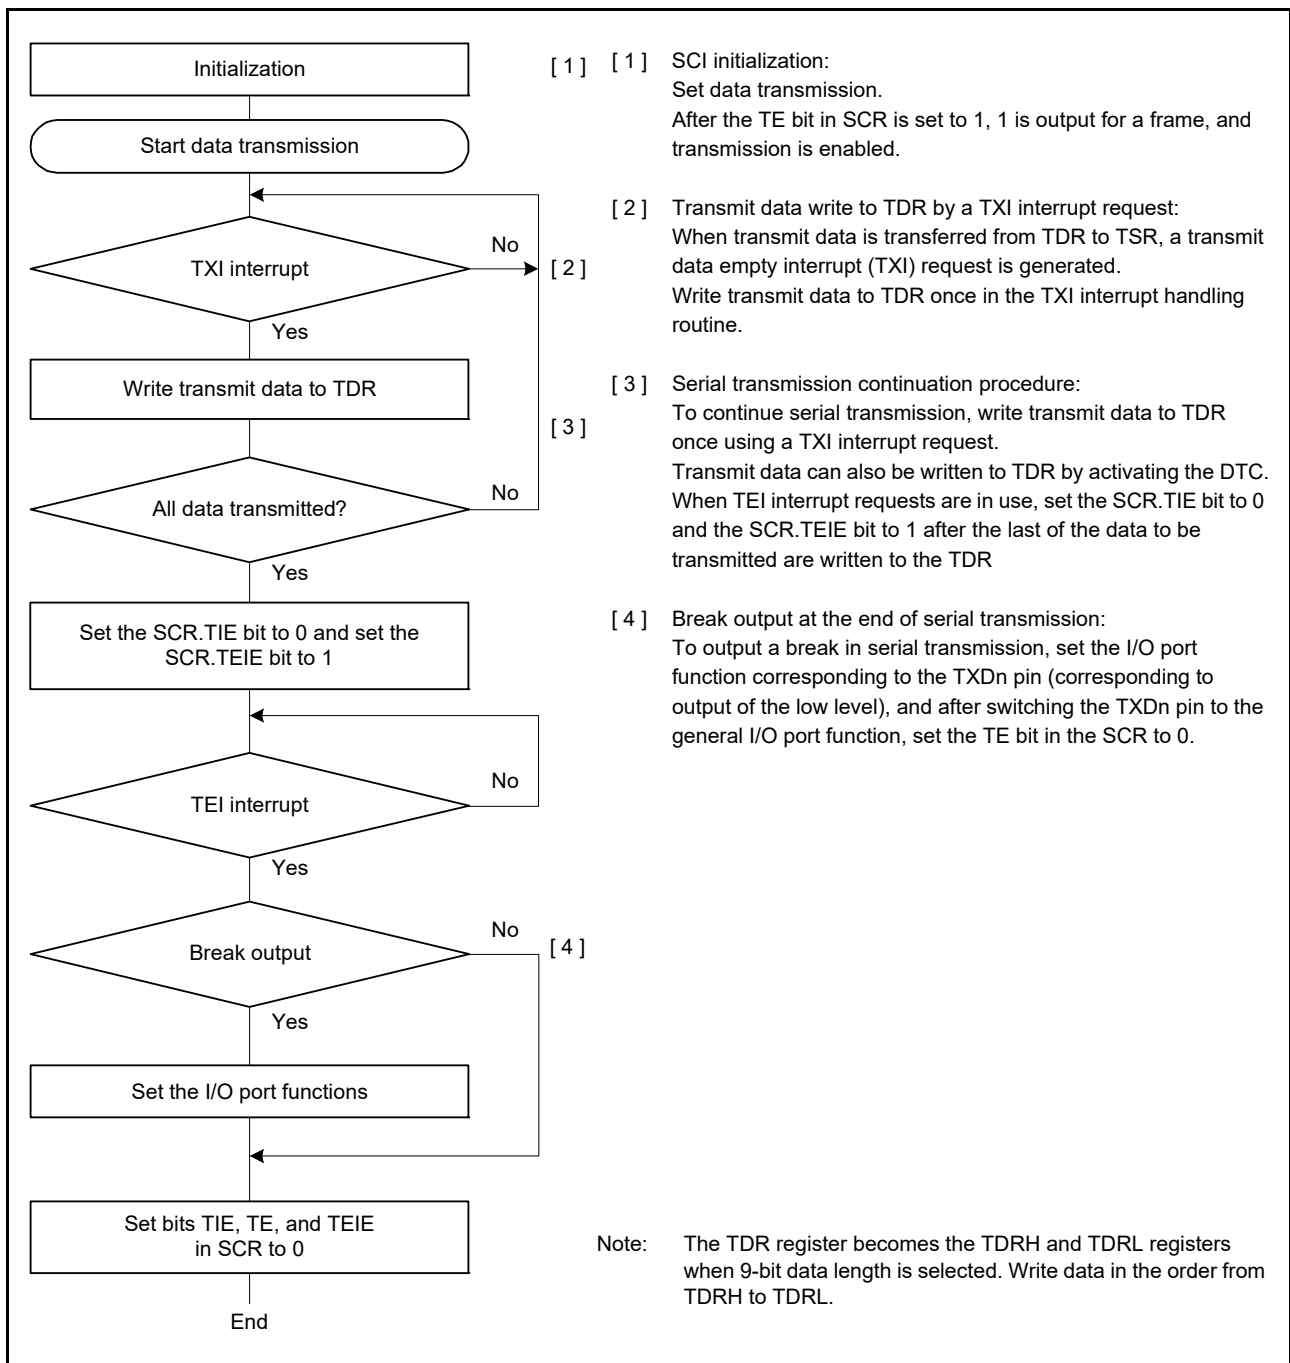 Initialization
[ 1 ]
Start data transmission
TXI interrupt
No
[ 2 ]
Yes
Write transmit data to TDR
[ 3 ]
All data transmitted?
No
Yes
Set the SCR.TIE bit to 0 and set the
SCR.TEIE bit to 1
TEI interrupt
No
Yes
Break output
No
[ 4 ]
Yes
Set the I/O port functions
Set bits TIE, TE, and TEIE
in SCR to 0
End
[ 1 ] SCI initialization:
Set data transmission.
After the TE bit in SCR is set to 1, 1 is output for a frame, and
transmission is enabled.
[ 2 ] Transmit data write to TDR by a TXI interrupt request:
When transmit data is transferred from TDR to TSR, a transmit
data empty interrupt (TXI) request is generated.
Write transmit data to TDR once in the TXI interrupt handling
routine.
[ 3 ] Serial transmission continuation procedure:
To continue serial transmission, write transmit data to TDR
once using a TXI interrupt request.
Transmit data can also be written to TDR by activating the DTC.
When TEI interrupt requests are in use, set the SCR.TIE bit to 0
and the SCR.TEIE bit to 1 after the last of the data to be
transmitted are written to the TDR
[ 4 ] Break output at the end of serial transmission:
To output a break in serial transmission, set the I/O port
function corresponding to the TXDn pin (corresponding to
output of the low level), and after switching the TXDn pin to the
general I/O port function, set the TE bit in the SCR to 0.
Note: The TDR register becomes the TDRH and TDRL registers
when 9-bit data length is selected. Write data in the order from
TDRH to TDRL.